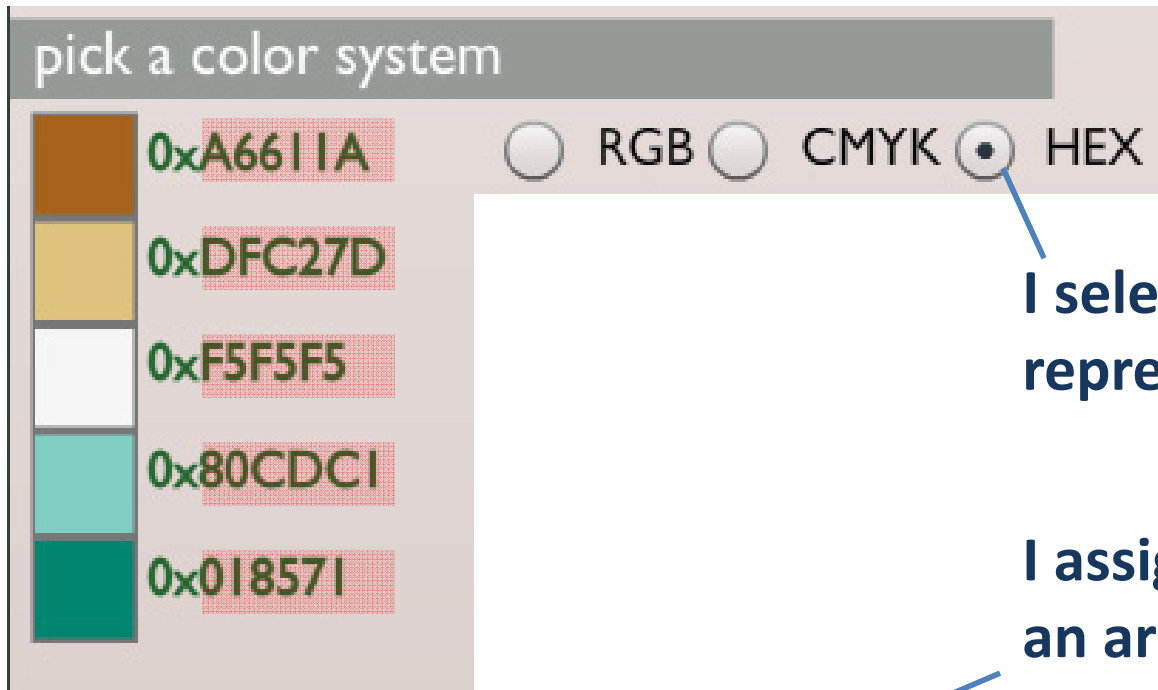 pick a color system
0xA6611A
RGB CMYK HEX
0xDFC27D
0xF5F5F5
0x80CDC1
0x018571
I sele
repre
I assig
an ar